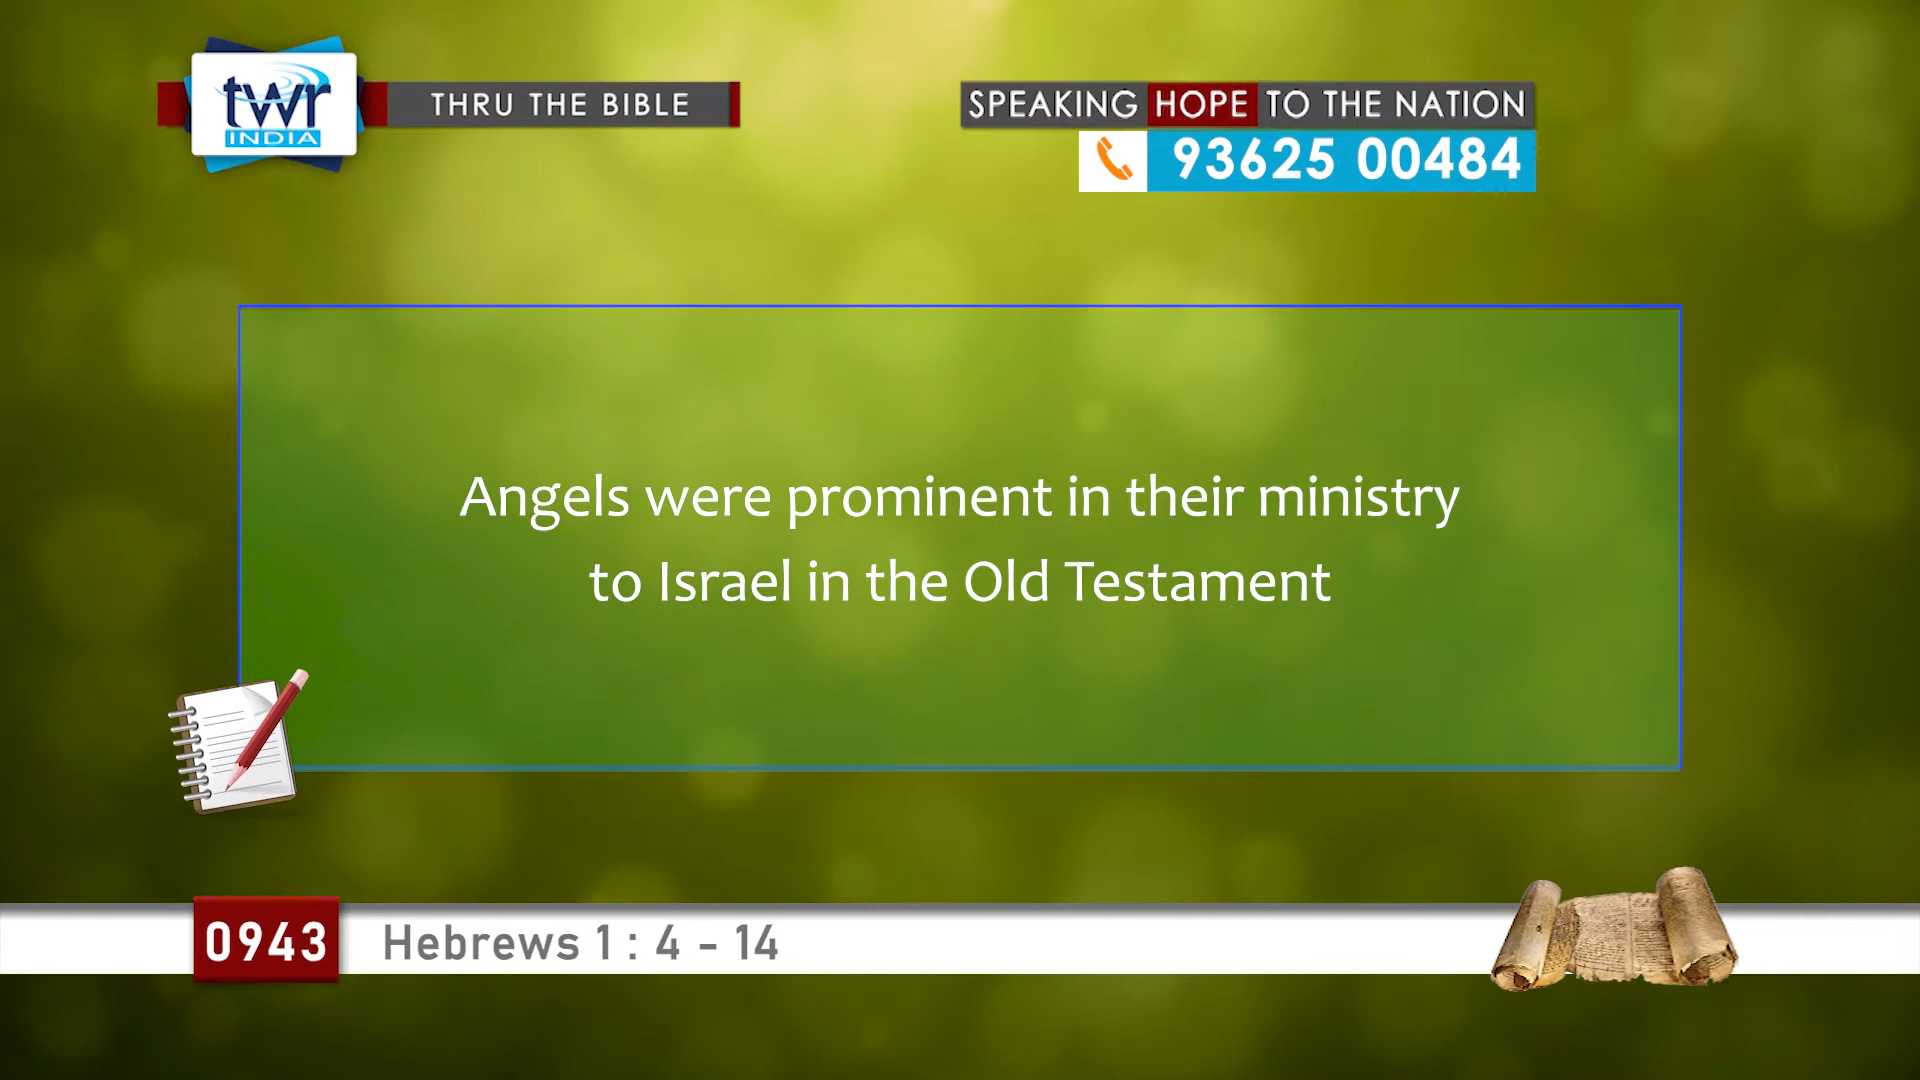 twr
INDIA
THRU THE BIBLE
SPEAKING HOPE TO THE NATION
93625 00484
Angels were prominent in their ministry
to Israel in the Old Testament
0943
Hebrews 1 : 4 - 14